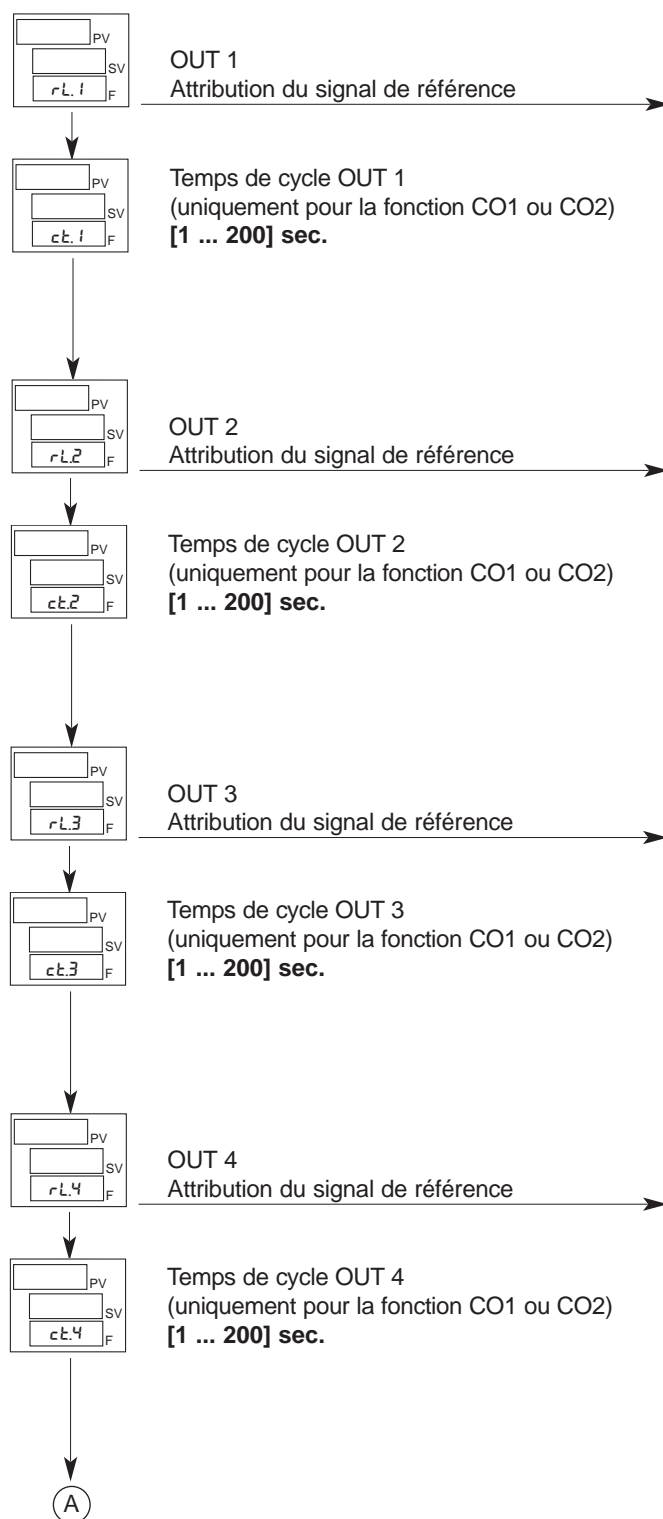 PV
SV
rL.1 F
OUT 1
Attribution du signal de référence
PV
SV
ct.1 F
Temps de cycle OUT 1
(uniquement pour la fonction CO1 ou CO2)
[1 ... 200] sec.
PV
SV
rL.2 F
OUT 2
Attribution du signal de référence
PV
SV
ct.2 F
Temps de cycle OUT 2
(uniquement pour la fonction CO1 ou CO2)
[1 ... 200] sec.
PV
SV
rL.3 F
OUT 3
Attribution du signal de référence
PV
SV
ct.3 F
Temps de cycle OUT 3
(uniquement pour la fonction CO1 ou CO2)
[1 ... 200] sec.
PV
SV
rL.4 F
OUT 4
Attribution du signal de référence
PV
SV
ct.4 F
Temps de cycle OUT 4
(uniquement pour la fonction CO1 ou CO2)
[1 ... 200] sec.
A